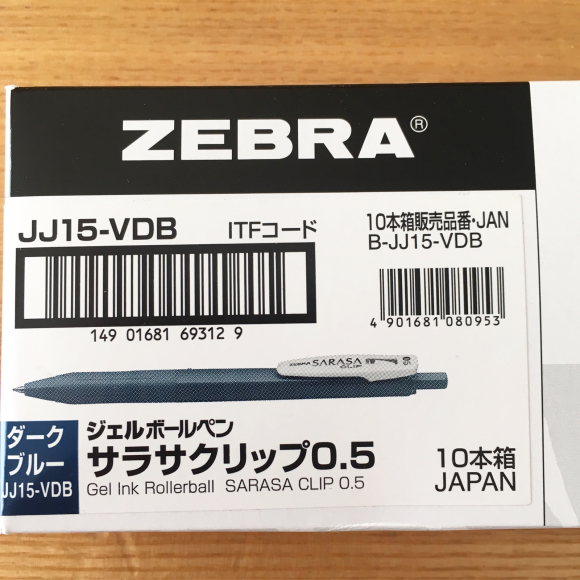 ZEBRA®
JJ15-VDB ITFコード
10本箱販売品番・JAN
B-JJ15-VDB
149 01681 69312 9
4 901681 080953
ZEBRA SARASA CLIP 0.5
ダーク
ブルー
JJ15-VDB
ジェルボールペン
サラサクリップ0.5
Gel Ink Rollerball SARASA CLIP 0.5
10本箱
JAPAN